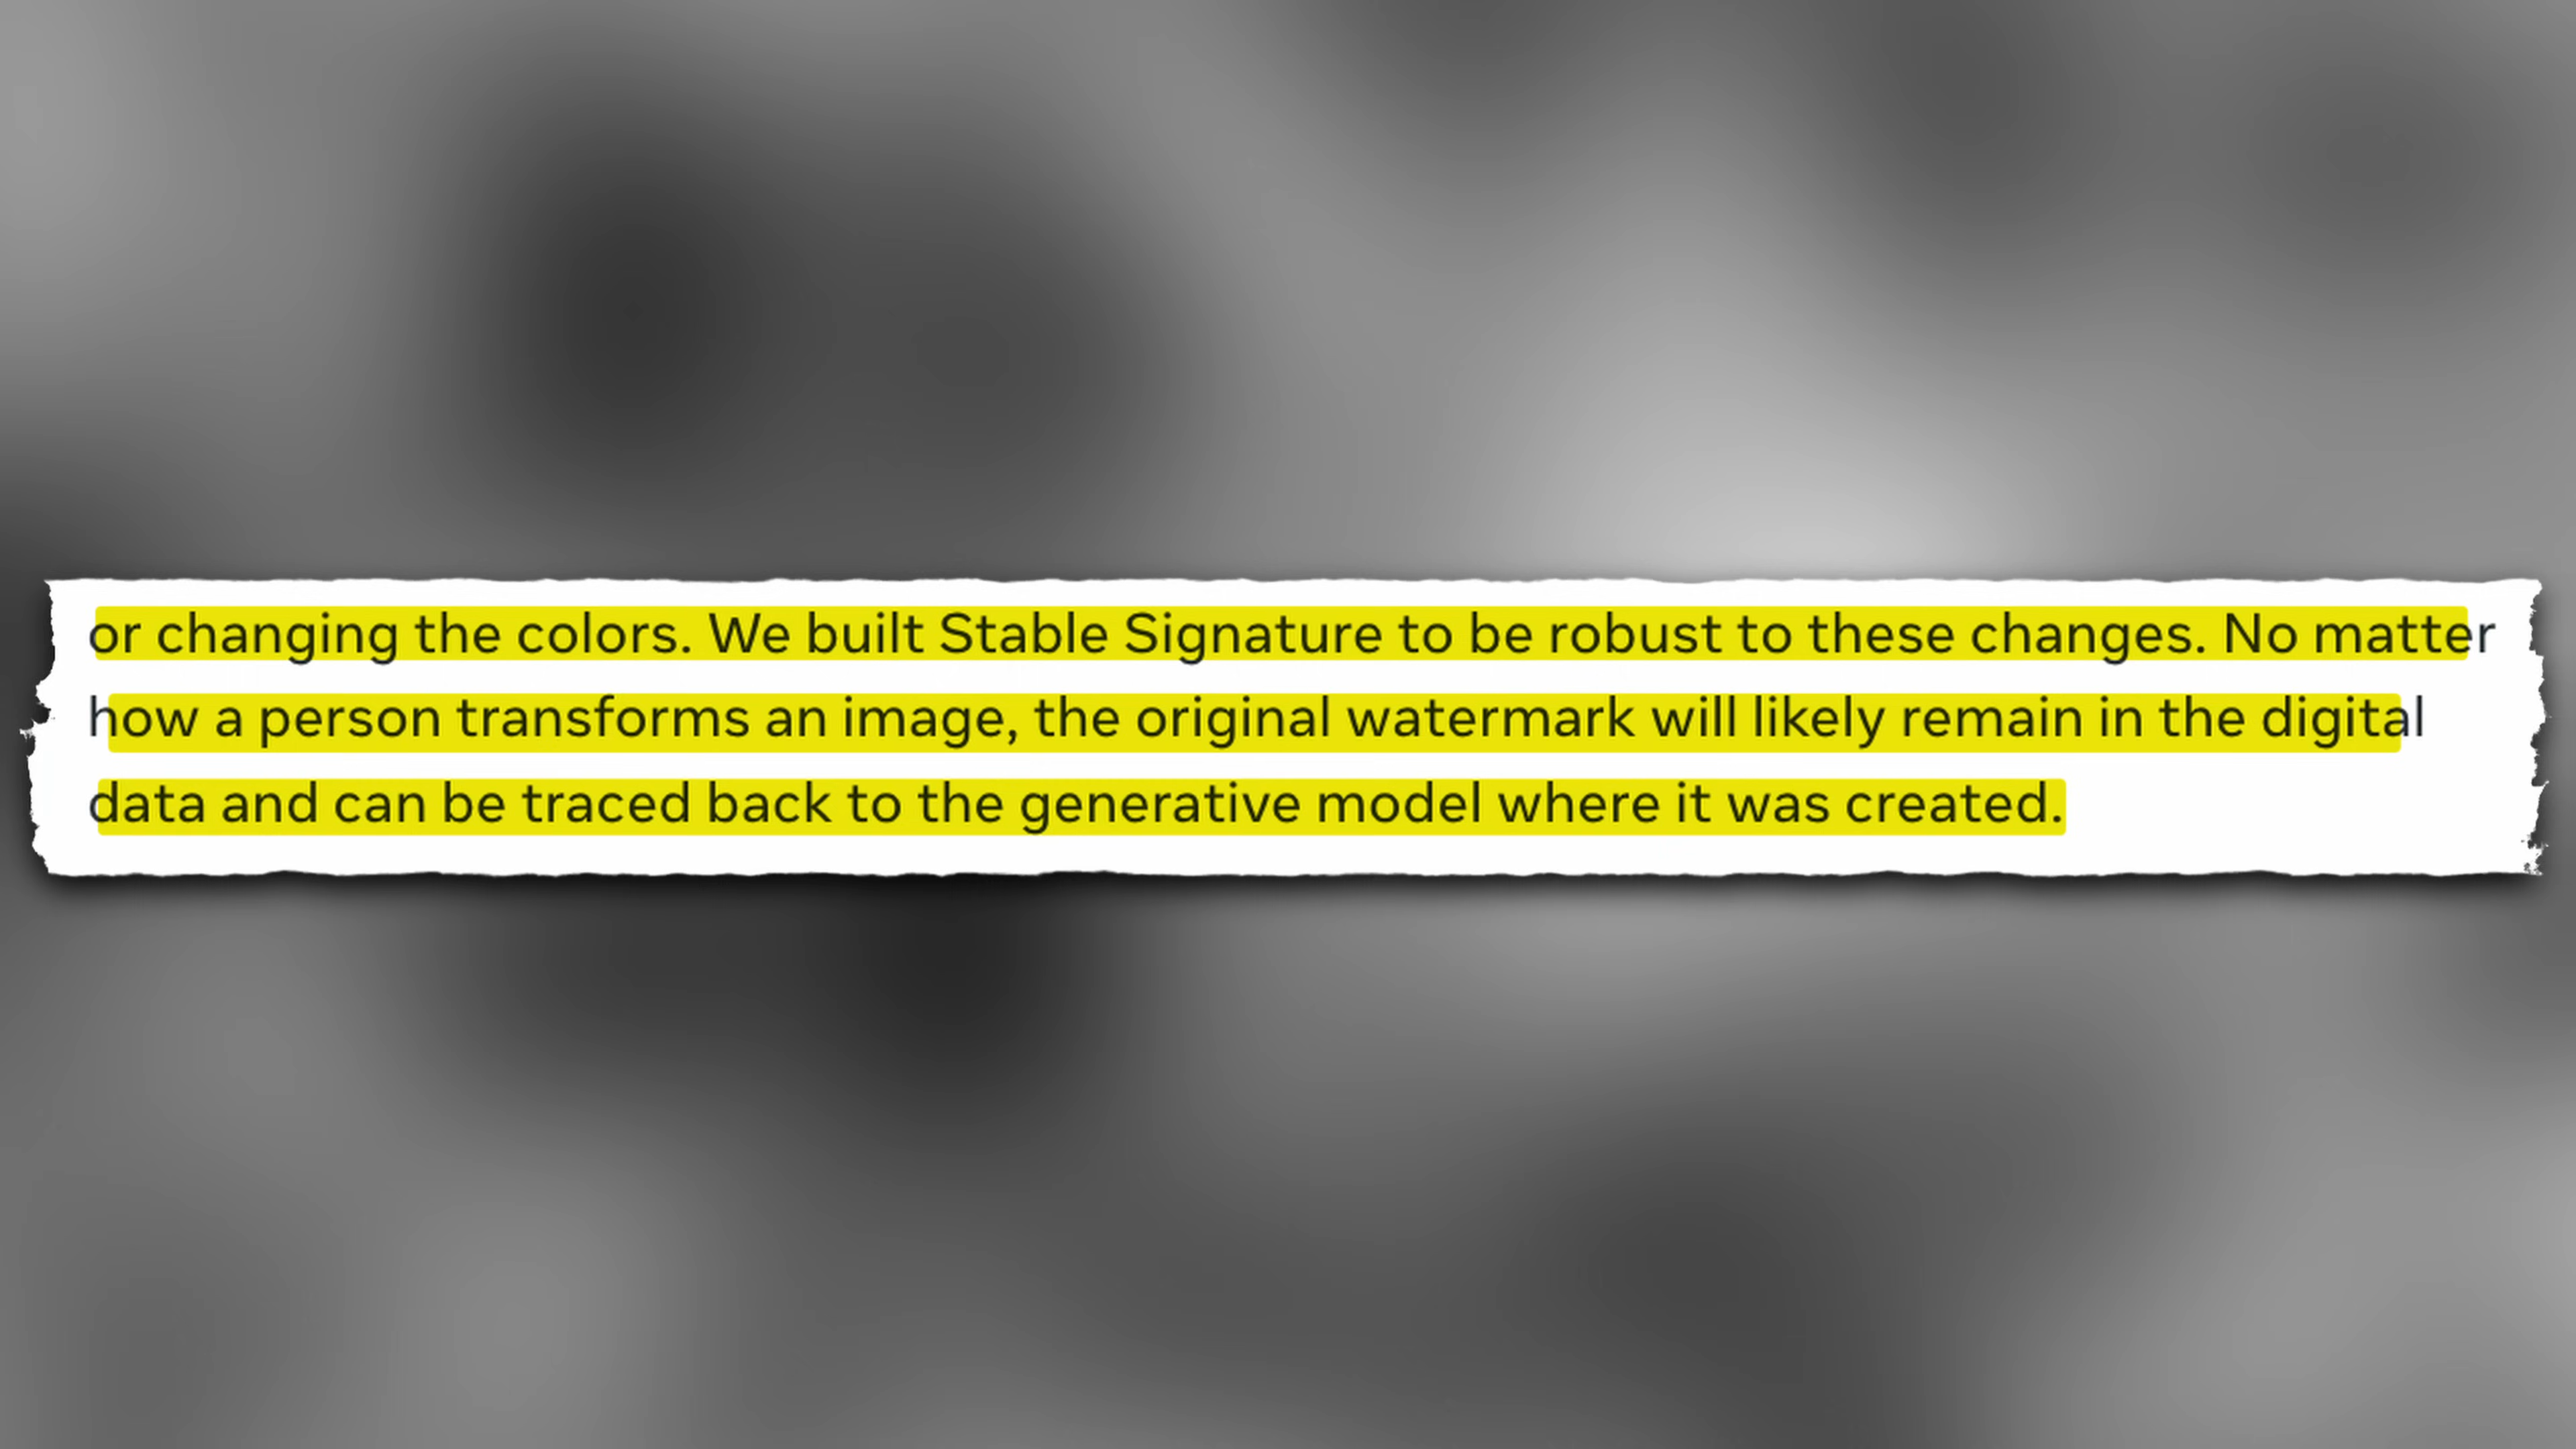 or changing the colors. We built Stable Signature to be robust to these changes. No matter
how a person transforms an image, the original watermark will likely remain in the digital
data and can be traced back to the generative model where it was created.